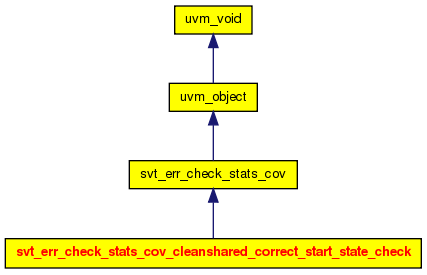 uvm_void
uvm_object
svt_err_check_stats_cov
svt_err_check_stats_cov_cleanshared_correct_start_state_check